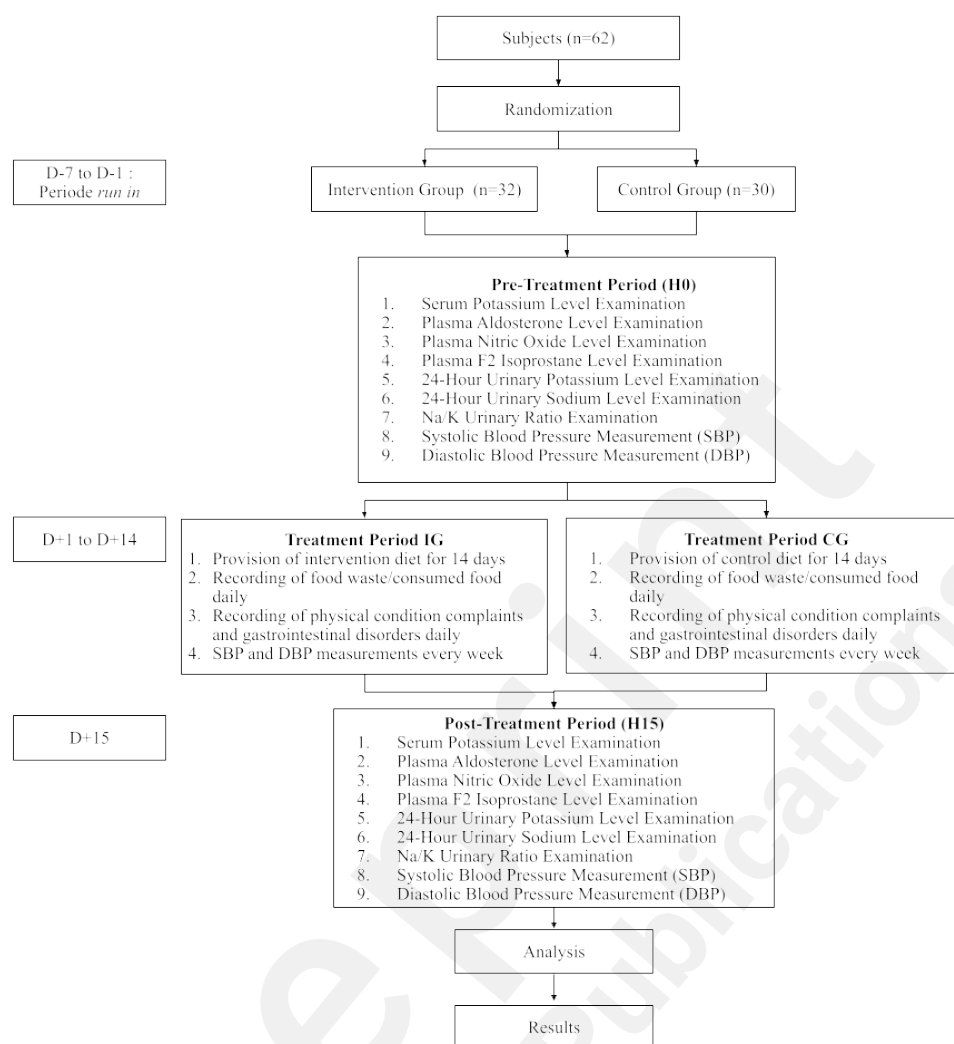 Subjects (n=62)
Randomization
D-7 to D-1 :
Periode run in
Intervention Group (n=32)
Control Group (n=30)
Pre-Treatment Period (H0)
1. Serum Potassium Level Examination
2. Plasma Aldosterone Level Examination
3. Plasma Nitric Oxide Level Examination
4. Plasma F2 Isoprostane Level Examination
5. 24-Hour Urinary Potassium Level Examination
6. 24-Hour Urinary Sodium Level Examination
7. Na/K Urinary Ratio Examination
8. Systolic Blood Pressure Measurement (SBP)
9. Diastolic Blood Pressure Measurement (DBP)
D+1 to D+14
Treatment Period IG
1. Provision of intervention diet for 14 days
2. Recording of food waste/consumed food
daily
3. Recording of physical condition complaints
and gastrointestinal disorders daily
4. SBP and DBP measurements every week
Treatment Period CG
1. Provision of control diet for 14 days
2. Recording of food waste/consumed food
daily
3. Recording of physical condition complaints
and gastrointestinal disorders daily
4. SBP and DBP measurements every week
D+15
Post-Treatment Period (H15)
1. Serum Potassium Level Examination
2. Plasma Aldosterone Level Examination
3. Plasma Nitric Oxide Level Examination
4. Plasma F2 Isoprostane Level Examination
5. 24-Hour Urinary Potassium Level Examination
6. 24-Hour Urinary Sodium Level Examination
7. Na/K Urinary Ratio Examination
8. Systolic Blood Pressure Measurement (SBP)
9. Diastolic Blood Pressure Measurement (DBP)
Analysis
Results
eprint
Publication